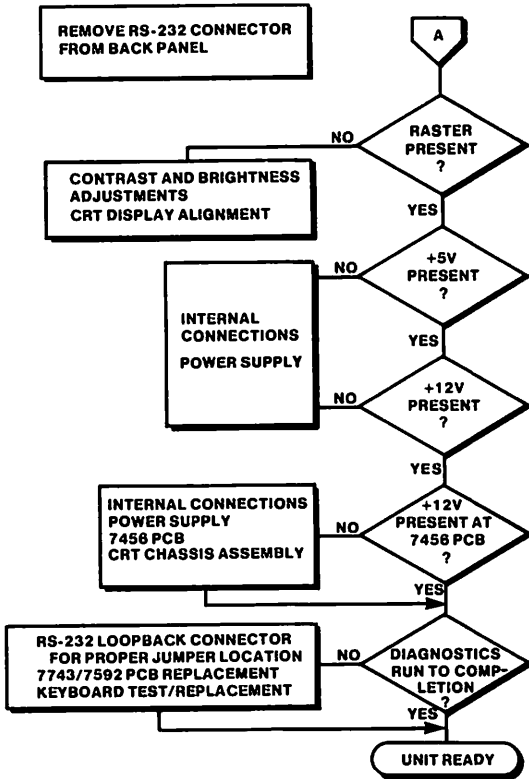 REMOVE RS-232 CONNECTOR
FROM BACK PANEL
A
RASTER
PRESENT
?
NO
CONTRAST AND BRIGHTNESS
ADJUSTMENTS
CRT DISPLAY ALIGNMENT
YES
+5V
PRESENT
?
NO
INTERNAL
CONNECTIONS
POWER SUPPLY
YES
+12V
PRESENT
?
NO
YES
+12V
PRESENT AT
7456 PCB
?
NO
INTERNAL CONNECTIONS
POWER SUPPLY
7456 PCB
CRT CHASSIS ASSEMBLY
YES
DIAGNOSTICS
RUN TO COMP-
LETION
?
NO
RS-232 LOOPBACK CONNECTOR
FOR PROPER JUMPER LOCATION
7743/7592 PCB REPLACEMENT
KEYBOARD TEST/REPLACEMENT
YES
UNIT READY